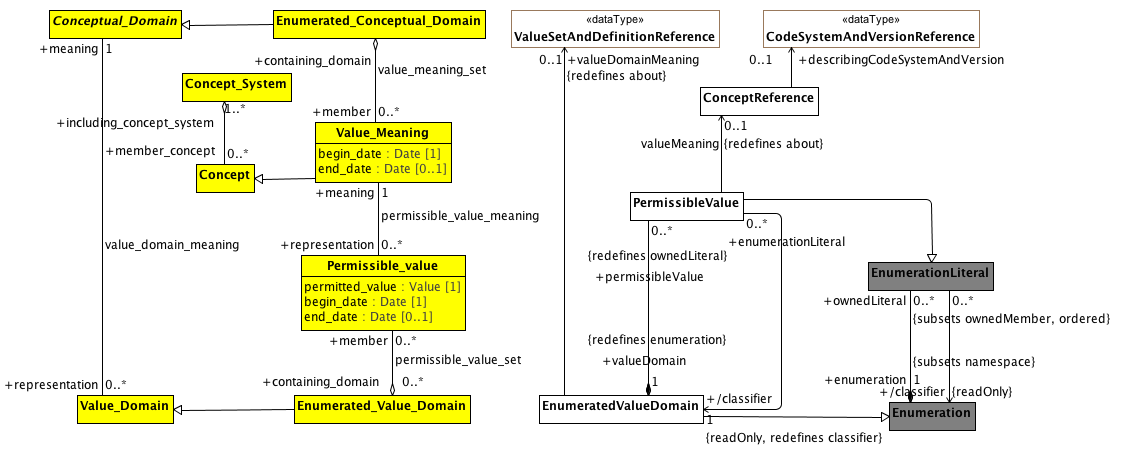 Conceptual_Domain
Enumerated_Conceptual_Domain
+meaning 1
+containing_domain
value_meaning_set
Concept_System
1..*
+including_concept_system
+member 0..*
Value_Meaning
begin_date : Date [1]
end_date : Date [0..1]
+member_concept
0..*
Concept
+meaning 1
permissible_value_meaning
value_domain_meaning
+representation 0..*
Permissible_value
permitted_value : Value [1]
begin_date : Date [1]
end_date : Date [0..1]
+member 0..*
permissible_value_set
+representation 0..*
+containing_domain 0..*
Value_Domain
Enumerated_Value_Domain
«dataType»
ValueSetAndDefinitionReference
«dataType»
CodeSystemAndVersionReference
0..1 +valueDomainMeaning
{redefines about}
0..1 +describingCodeSystemAndVersion
ConceptReference
0..1
valueMeaning {redefines about}
PermissibleValue
0..*
0..*
+enumerationLiteral
{redefines ownedLiteral}
+permissibleValue
EnumerationLiteral
+ownedLiteral 0..* 0..*
{subsets ownedMember, ordered}
{redefines enumeration}
+valueDomain
1
{subsets namespace}
+enumeration 1
+/classifier {readOnly}
EnumeratedValueDomain
+/classifier
1
Enumeration
{readOnly, redefines classifier}